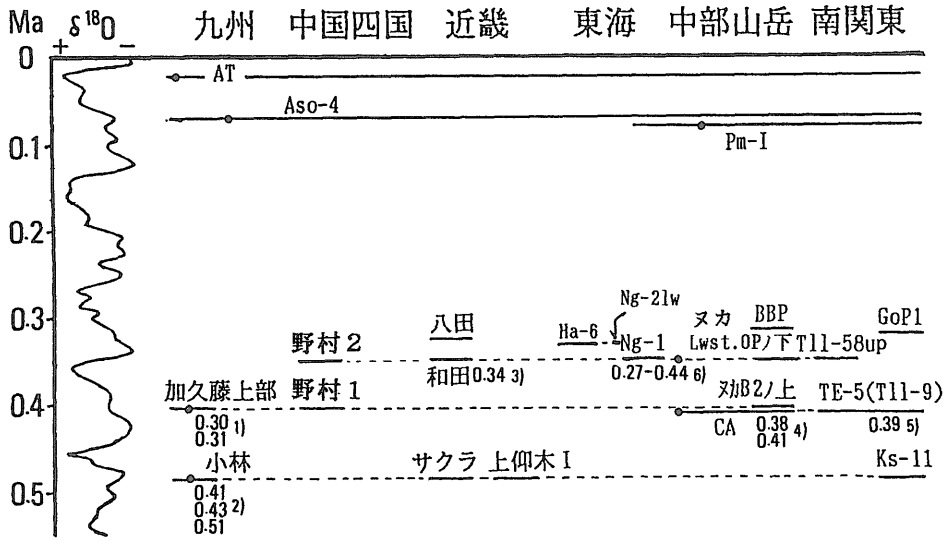 Ma δ18O 九州 中国四国 近畿 東海 中部山岳 南関東
+ −
0
AT
Aso-4
0.1
Pm-I
0.2
0.3
Ng-2lw
八田 Ha-6 ヌカ BBP GoP1
野村2 Ng-1 Lwst.OPノ下 Tll-58up
和田 0.34 3) 0.27-0.44 6)
加久藤上部 野村1 ヌカB2ノ上 TE-5(Tll-9)
0.4
0.30 1) CA 0.38 4) 0.39 5)
0.31 0.41
小林 サクラ 上仰木I Ks-11
0.5
0.41
0.43 2)
0.51